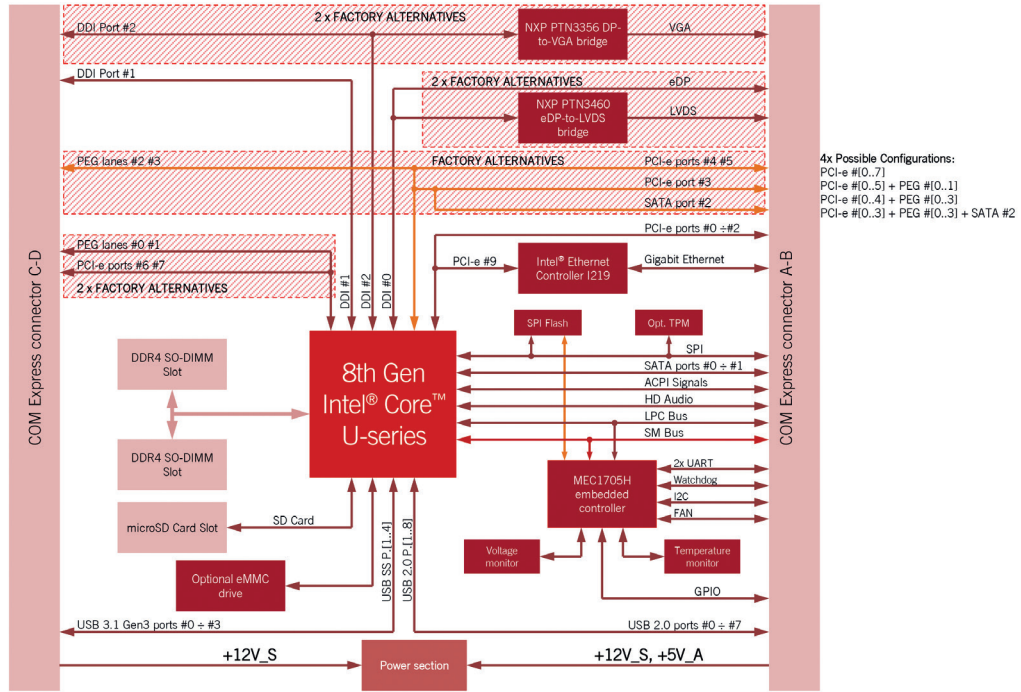 2 x FACTORY ALTERNATIVES
DDI Port #2
NXP PTN3356 DP-
to-VGA bridge
VGA
DDI Port #1
2 x FACTORY ALTERNATIVES
eDP
NXP PTN3460
eDP-to-LVDS
bridge
LVDS
PEG lanes #2 #3
FACTORY ALTERNATIVES
PCI-e ports #4 #5
PCI-e port #3
SATA port #2
4x Possible Configurations:
PCI-e #[0..7]
PCI-e #[0..5] + PEG #[0..1]
PCI-e #[0..4] + PEG #[0..3]
PCI-e #[0..3] + PEG #[0..3] + SATA #2
PCI-e ports #0 ÷#2
PEG lanes #0 #1
PCI-e ports #6 #7
2 x FACTORY ALTERNATIVES
DDI #1
DDI #2
DDI #0
PCI-e #9
Intel® Ethernet
Controller I219
Gigabit Ethernet
COM Express connector C-D
COM Express connector A-B
SPI Flash
Opt. TPM
DDR4 SO-DIMM
Slot
DDR4 SO-DIMM
Slot
8th Gen
Intel® Core™
U-series
SPI
SATA ports #0 ÷ #1
ACPI Signals
HD Audio
LPC Bus
SM Bus
MEC1705H
embedded
controller
2x UART
Watchdog
I2C
FAN
microSD Card Slot
SD Card
USB SS P.[1..4]
USB 2.0 P.[1..8]
Voltage
monitor
Temperature
monitor
Optional eMMC
drive
GPIO
USB 3.1 Gen3 ports #0 ÷ #3
USB 2.0 ports #0 ÷ #7
+12V_S
Power section
+12V_S, +5V_A